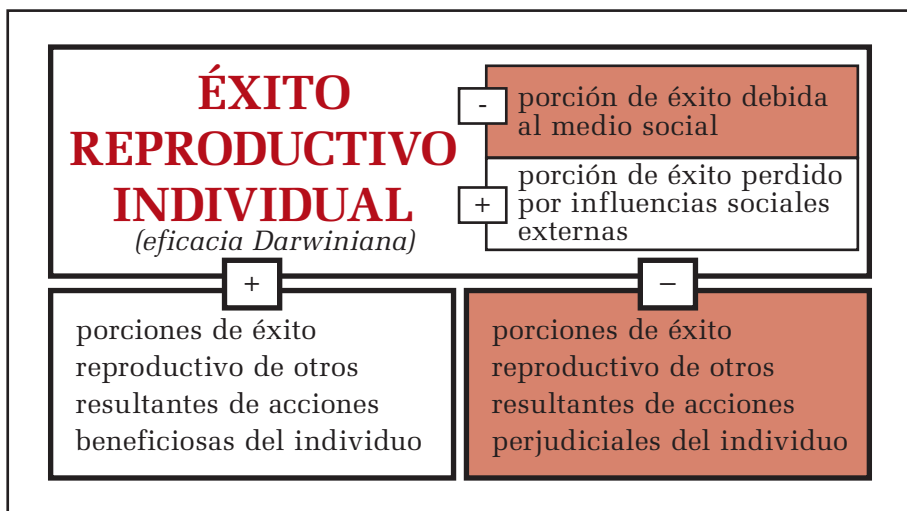 ÉXITO
REPRODUCTIVO
INDIVIDUAL
(eficacia Darwiniana)
-
porción de éxito debida
al medio social
+
porción de éxito perdido
por influencias sociales
externas
+
porciones de éxito
reproductivo de otros
resultantes de acciones
beneficiosas del individuo
–
porciones de éxito
reproductivo de otros
resultantes de acciones
perjudiciales del individuo